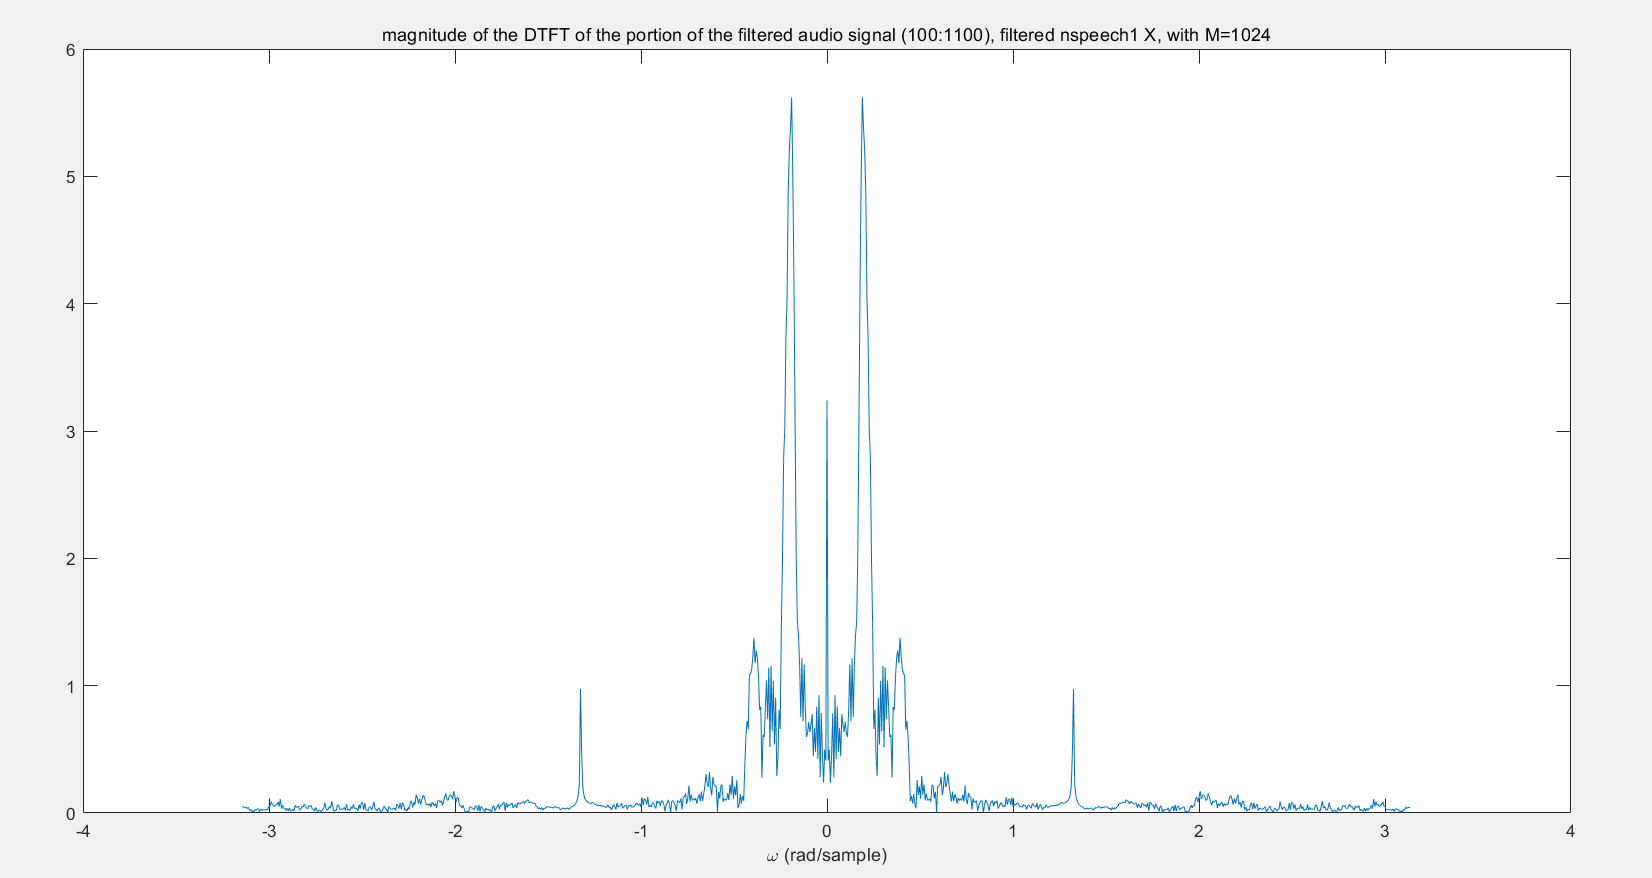 magnitude of the DTFT of the portion of the filtered audio signal (100:1100), filtered nspeech1 X, with M=1024
6
5
4
3
2
1
0
-4 -3 -2 -1 0 1 2 3 4
ω (rad/sample)